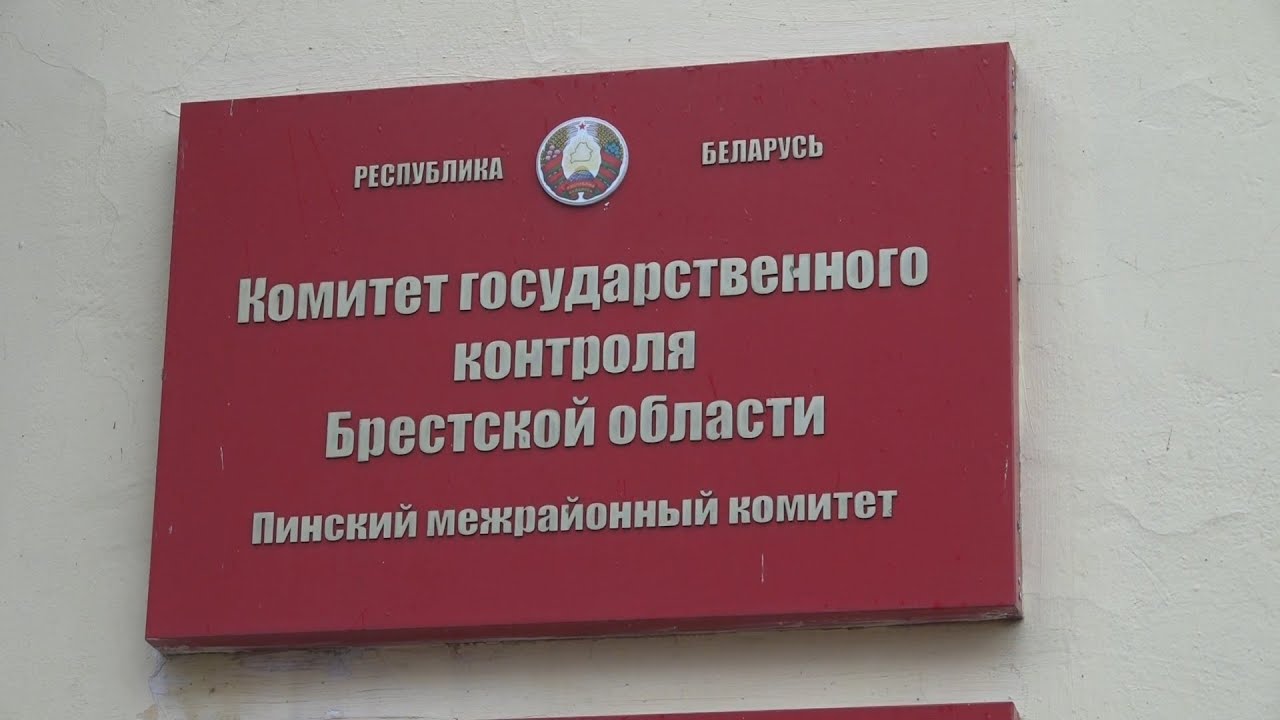 РЕСПУБЛИКА БЕЛАРУСЬ
Комитет государственного
контроля
Брестской области
Пинский межрайонный комитет